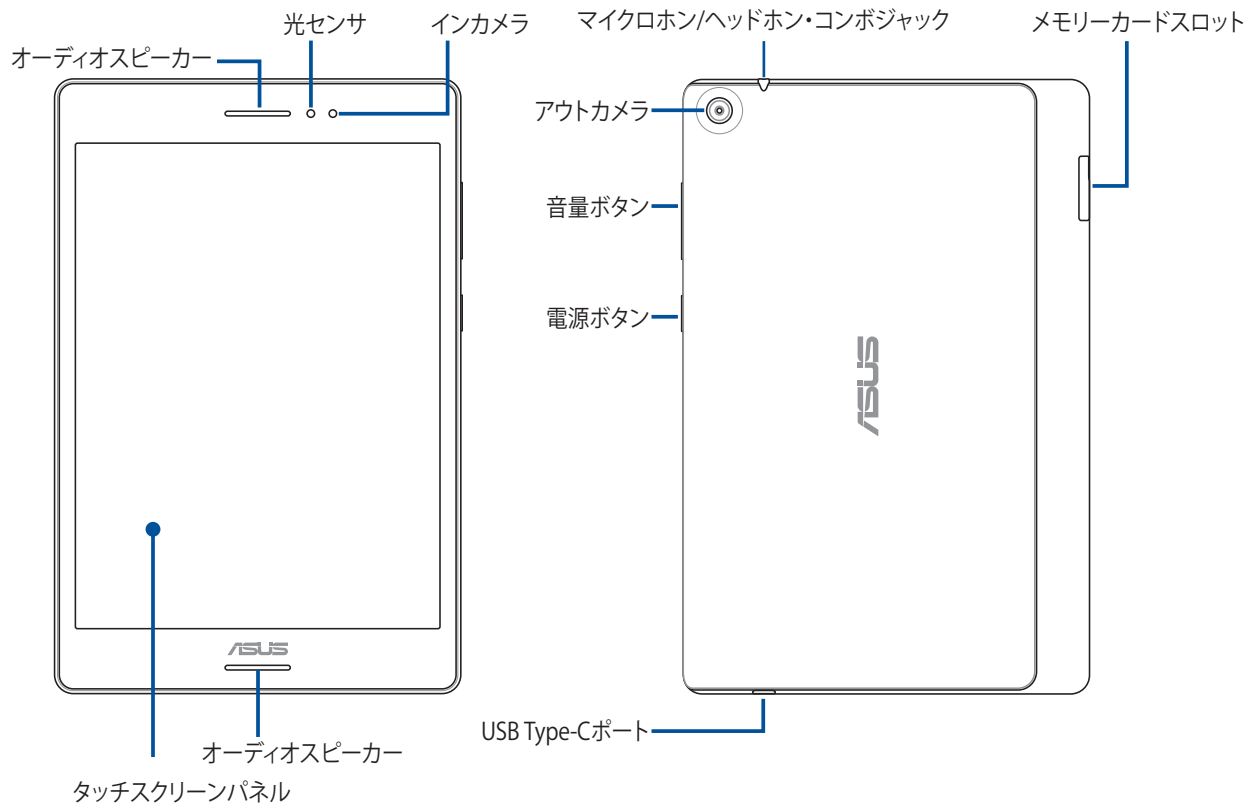 光センサ
インカメラ
マイクロホン/ヘッドホン・コンボジャック
メモリーカードスロット
オーディオスピーカー
アウトカメラ
音量ボタン
電源ボタン
ASUS
ASUS
USB Type-Cポート
オーディオスピーカー
タッチスクリーンパネル